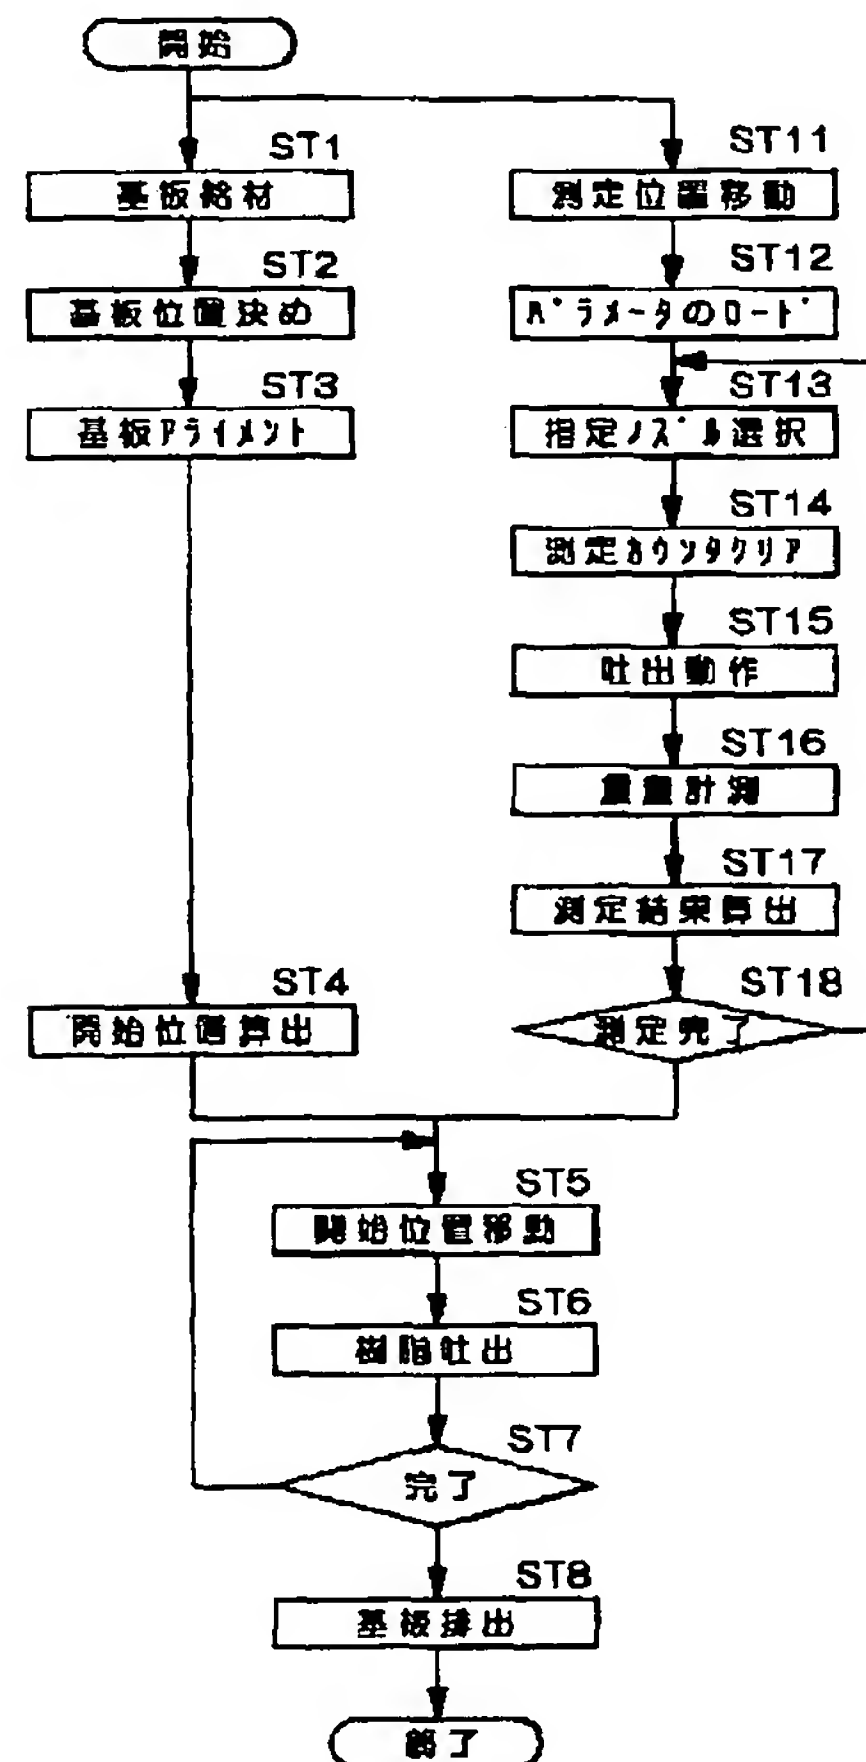 開始
ST1
基板給材
ST2
基板位置決め
ST3
基板アライメント
ST4
開始位置算出
ST11
測定位置移動
ST12
パラメータのロード
ST13
指定ノズル選択
ST14
測定カウンタクリア
ST15
吐出動作
ST16
重量計測
ST17
測定結果算出
ST18
測定完了
ST5
開始位置移動
ST6
樹脂吐出
ST7
完了
ST8
基板排出
終了